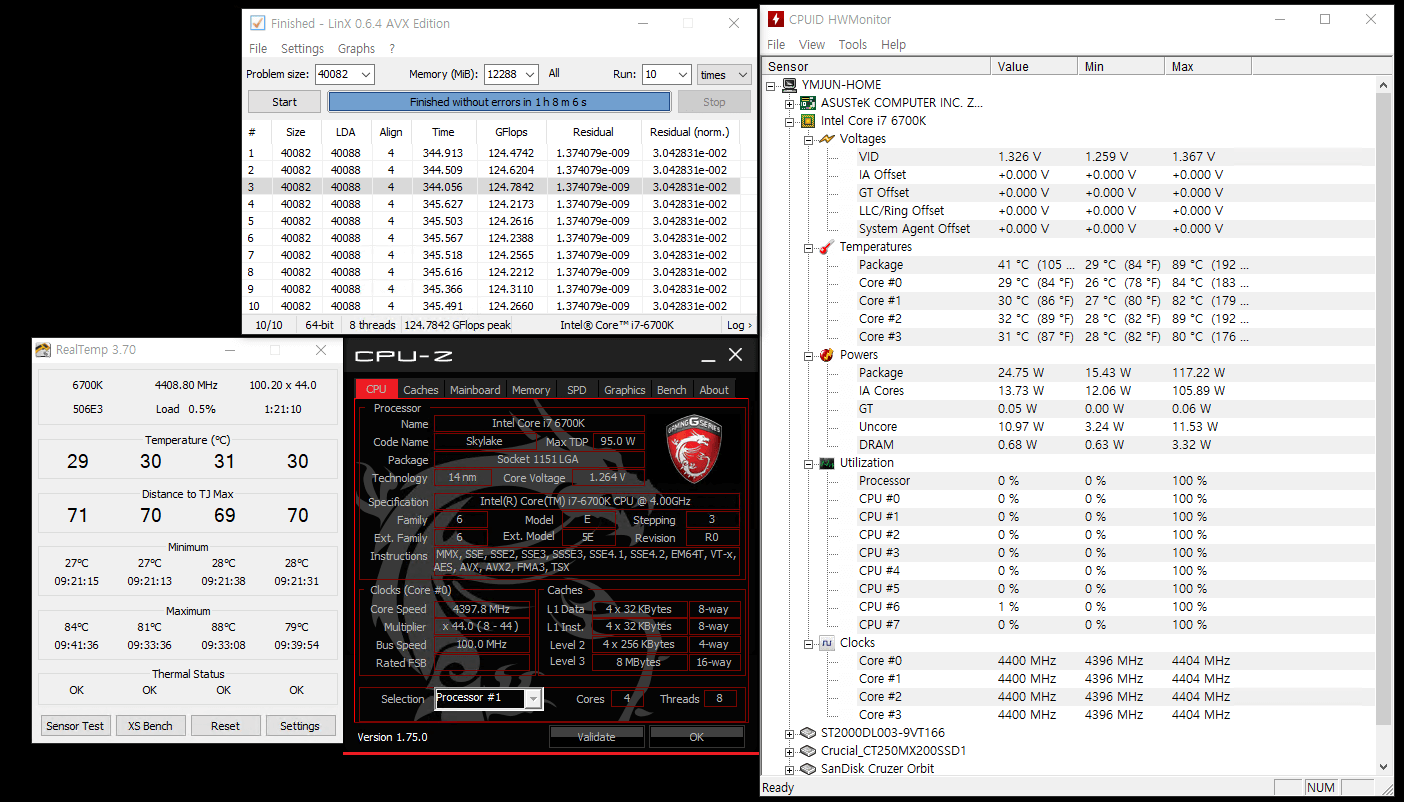 Finished - LinX 0.6.4 AVX Edition
File Settings Graphs ?
Problem size: 40082 Memory (MiB): 12288 All Run: 10 times
Start Finished without errors in 1 h 8 m 6 s Stop
# Size LDA Align Time GFlops Residual Residual (norm.)
1 40082 40088 4 344.913 124.4742 1.374079e-009 3.042831e-002
2 40082 40088 4 344.509 124.6204 1.374079e-009 3.042831e-002
3 40082 40088 4 344.056 124.7842 1.374079e-009 3.042831e-002
4 40082 40088 4 345.627 124.2173 1.374079e-009 3.042831e-002
5 40082 40088 4 345.503 124.2616 1.374079e-009 3.042831e-002
6 40082 40088 4 345.567 124.2388 1.374079e-009 3.042831e-002
7 40082 40088 4 345.518 124.2565 1.374079e-009 3.042831e-002
8 40082 40088 4 345.616 124.2212 1.374079e-009 3.042831e-002
9 40082 40088 4 345.366 124.3110 1.374079e-009 3.042831e-002
10 40082 40088 4 345.491 124.2660 1.374079e-009 3.042831e-002
10/10 64-bit 8 threads 124.7842 GFlops peak Intel® Core™ i7-6700K Log ›
RealTemp 3.70
6700K 4408.80 MHz 100.20 x 44.0
506E3 Load 0.5% 1:21:10
Temperature (ºC)
29 30 31 30
Distance to TJ Max
71 70 69 70
Minimum
27ºC 27ºC 28ºC 28ºC
09:21:15 09:21:13 09:21:38 09:21:31
Maximum
84ºC 81ºC 88ºC 79ºC
09:41:36 09:33:36 09:33:08 09:39:54
Thermal Status
OK OK OK OK
Sensor Test XS Bench Reset Settings
CPU-Z
CPU Caches Mainboard Memory SPD Graphics Bench About
Processor
Name Intel Core i7 6700K
Code Name Skylake Max TDP 95.0 W
Package Socket 1151 LGA
Technology 14 nm Core Voltage 1.264 V
GAMING G SERIES
Specification Intel(R) Core(TM) i7-6700K CPU @ 4.00GHz
Family 6 Model E Stepping 3
Ext. Family 6 Ext. Model 5E Revision R0
Instructions MMX, SSE, SSE2, SSE3, SSSE3, SSE4.1, SSE4.2, EM64T, VT-x,
AES, AVX, AVX2, FMA3, TSX
Clocks (Core #0)
Core Speed 4397.8 MHz
Multiplier x 44.0 ( 8 - 44 )
Bus Speed 100.0 MHz
Rated FSB
Caches
L1 Data 4 x 32 KBytes 8-way
L1 Inst. 4 x 32 KBytes 8-way
Level 2 4 x 256 KBytes 4-way
Level 3 8 MBytes 16-way
Selection Processor #1 Cores 4 Threads 8
Version 1.75.0 Validate OK
CPUID HWMonitor
File View Tools Help
Sensor Value Min Max
YMJUN-HOME
ASUSTeK COMPUTER INC. Z...
Intel Core i7 6700K
Voltages
VID 1.326 V 1.259 V 1.367 V
IA Offset +0.000 V +0.000 V +0.000 V
GT Offset +0.000 V +0.000 V +0.000 V
LLC/Ring Offset +0.000 V +0.000 V +0.000 V
System Agent Offset +0.000 V +0.000 V +0.000 V
Temperatures
Package 41 °C (105 ... 29 °C (84 °F) 89 °C (192 ...
Core #0 29 °C (84 °F) 26 °C (78 °F) 84 °C (183 ...
Core #1 30 °C (86 °F) 27 °C (80 °F) 82 °C (179 ...
Core #2 32 °C (89 °F) 28 °C (82 °F) 89 °C (192 ...
Core #3 31 °C (87 °F) 28 °C (82 °F) 80 °C (176 ...
Powers
Package 24.75 W 15.43 W 117.22 W
IA Cores 13.73 W 12.06 W 105.89 W
GT 0.05 W 0.00 W 0.06 W
Uncore 10.97 W 3.24 W 11.53 W
DRAM 0.68 W 0.63 W 3.32 W
Utilization
Processor 0 % 0 % 100 %
CPU #0 0 % 0 % 100 %
CPU #1 0 % 0 % 100 %
CPU #2 0 % 0 % 100 %
CPU #3 0 % 0 % 100 %
CPU #4 0 % 0 % 100 %
CPU #5 0 % 0 % 100 %
CPU #6 1 % 0 % 100 %
CPU #7 0 % 0 % 100 %
Clocks
Core #0 4400 MHz 4396 MHz 4404 MHz
Core #1 4400 MHz 4396 MHz 4404 MHz
Core #2 4400 MHz 4396 MHz 4404 MHz
Core #3 4400 MHz 4396 MHz 4404 MHz
ST2000DL003-9VT166
Crucial_CT250MX200SSD1
SanDisk Cruzer Orbit
Ready NUM